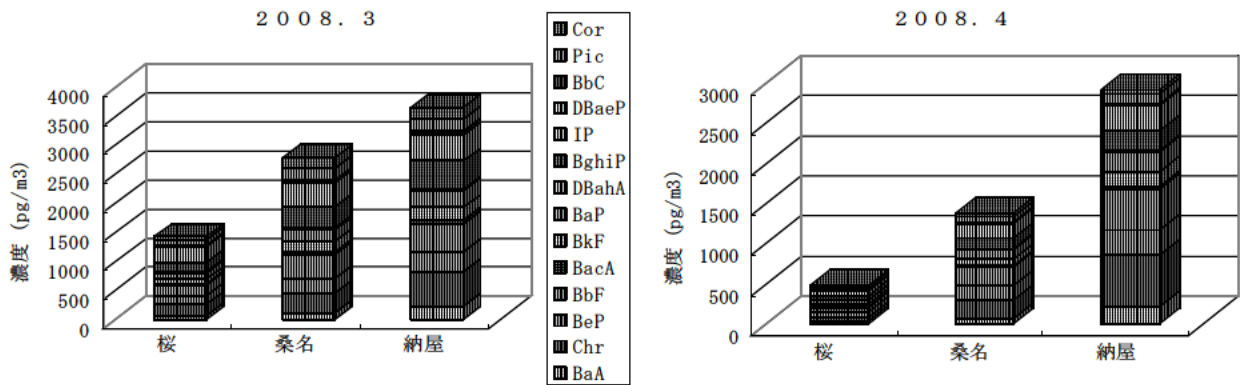 ２００８．３
濃度 (pg/m3)
4000
3500
3000
2500
2000
1500
1000
500
0
桜
桑名
納屋
Cor
Pic
BbC
DBaeP
IP
BghiP
DBahA
BaP
BkF
BacA
BbF
BeP
Chr
BaA
２００８．４
濃度 (pg/m3)
3000
2500
2000
1500
1000
500
0
桜
桑名
納屋